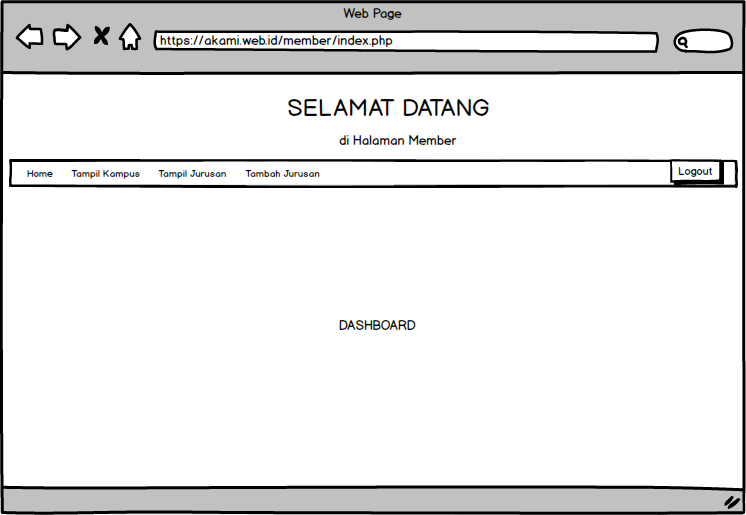 Web Page
https://akami.web.id/member/index.php
SELAMAT DATANG
di Halaman Member
Home Tampil Kampus Tampil Jurusan Tambah Jurusan Logout
DASHBOARD